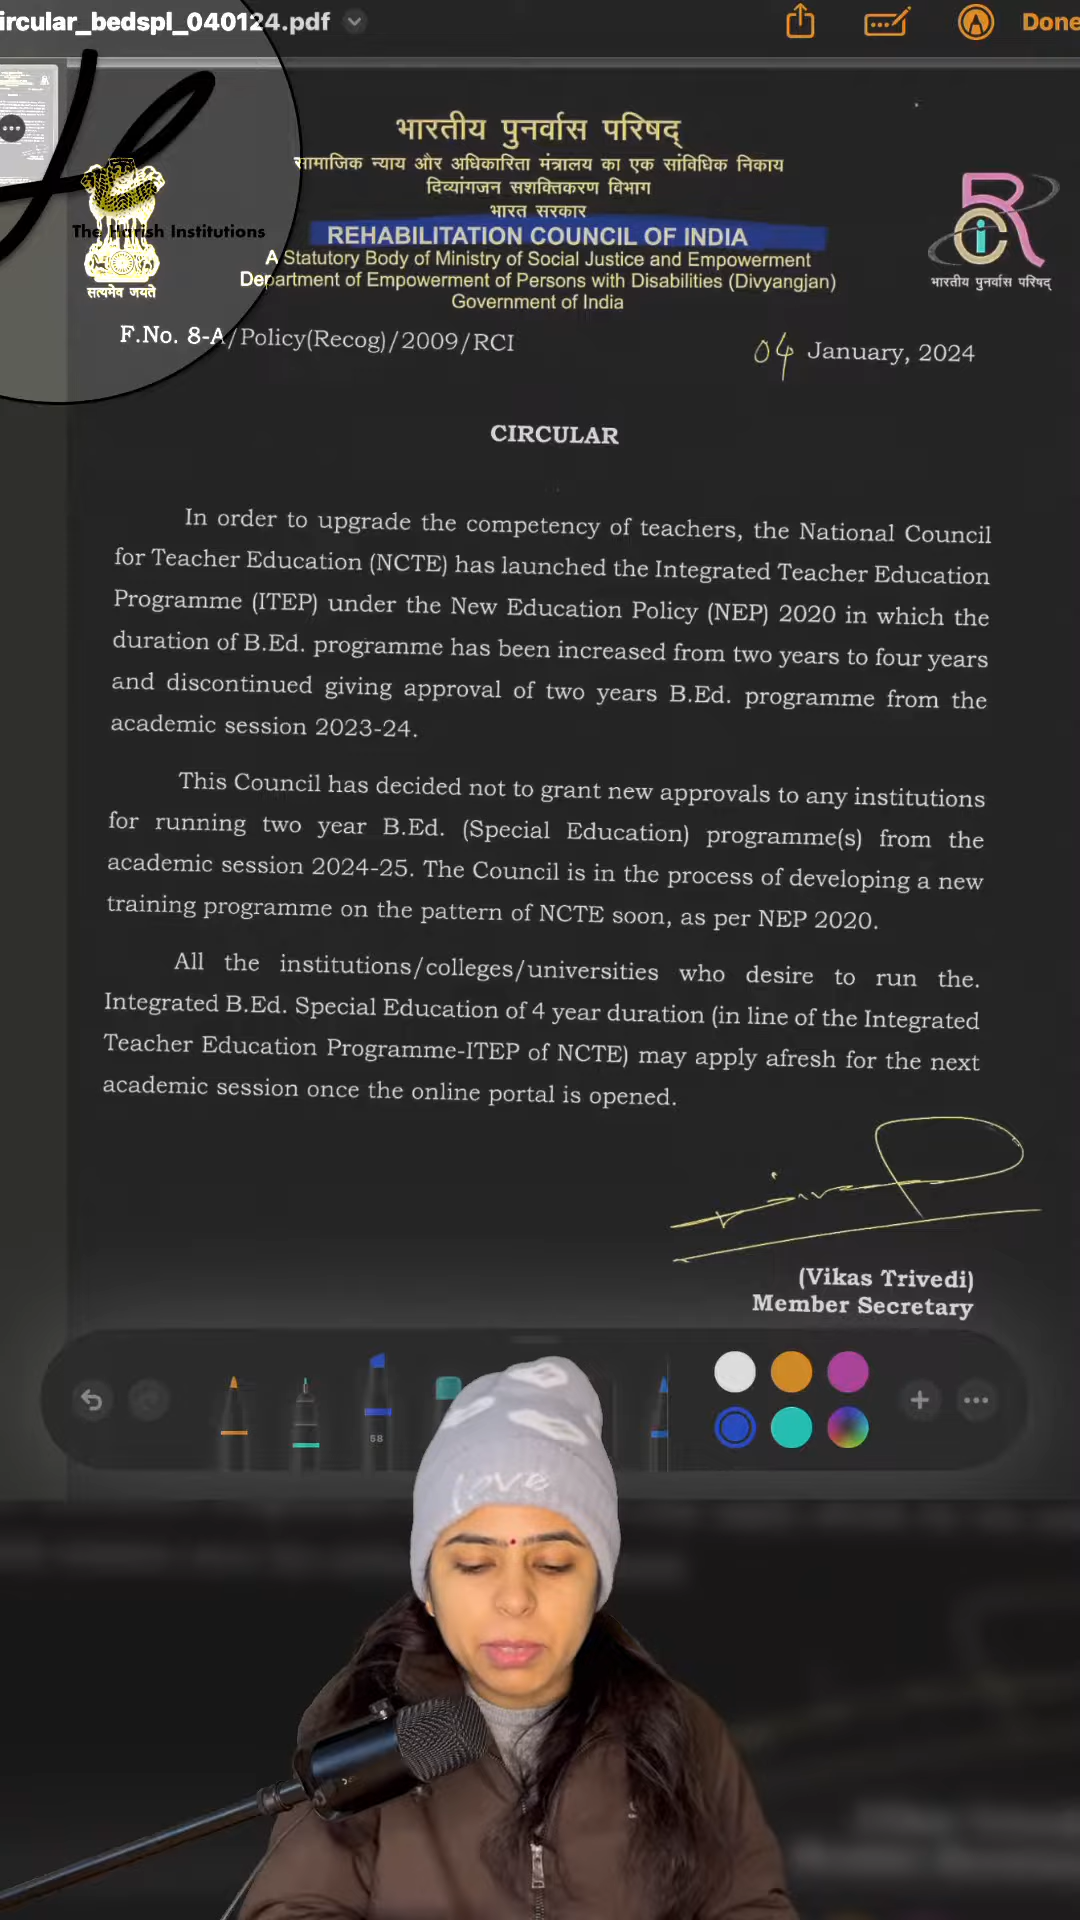 ircular_bedspl_040124.pdf
Done
The Harish Institutions
सत्यमेव जयते
भारतीय पुनर्वास परिषद्
सामाजिक न्याय और अधिकारिता मंत्रालय का एक सांविधिक निकाय
दिव्यांगजन सशक्तिकरण विभाग
भारत सरकार
REHABILITATION COUNCIL OF INDIA
A Statutory Body of Ministry of Social Justice and Empowerment
Department of Empowerment of Persons with Disabilities (Divyangjan)
Government of India
भारतीय पुनर्वास परिषद्
F.No. 8-A/Policy(Recog)/2009/RCI
04 January, 2024
CIRCULAR
In order to upgrade the competency of teachers, the National Council
for Teacher Education (NCTE) has launched the Integrated Teacher Education
Programme (ITEP) under the New Education Policy (NEP) 2020 in which the
duration of B.Ed. programme has been increased from two years to four years
and discontinued giving approval of two years B.Ed. programme from the
academic session 2023-24.
This Council has decided not to grant new approvals to any institutions
for running two year B.Ed. (Special Education) programme(s) from the
academic session 2024-25. The Council is in the process of developing a new
training programme on the pattern of NCTE soon, as per NEP 2020.
All the institutions/colleges/universities who desire to run the.
Integrated B.Ed. Special Education of 4 year duration (in line of the Integrated
Teacher Education Programme-ITEP of NCTE) may apply afresh for the next
academic session once the online portal is opened.
(Vikas Trivedi)
Member Secretary
58
Love